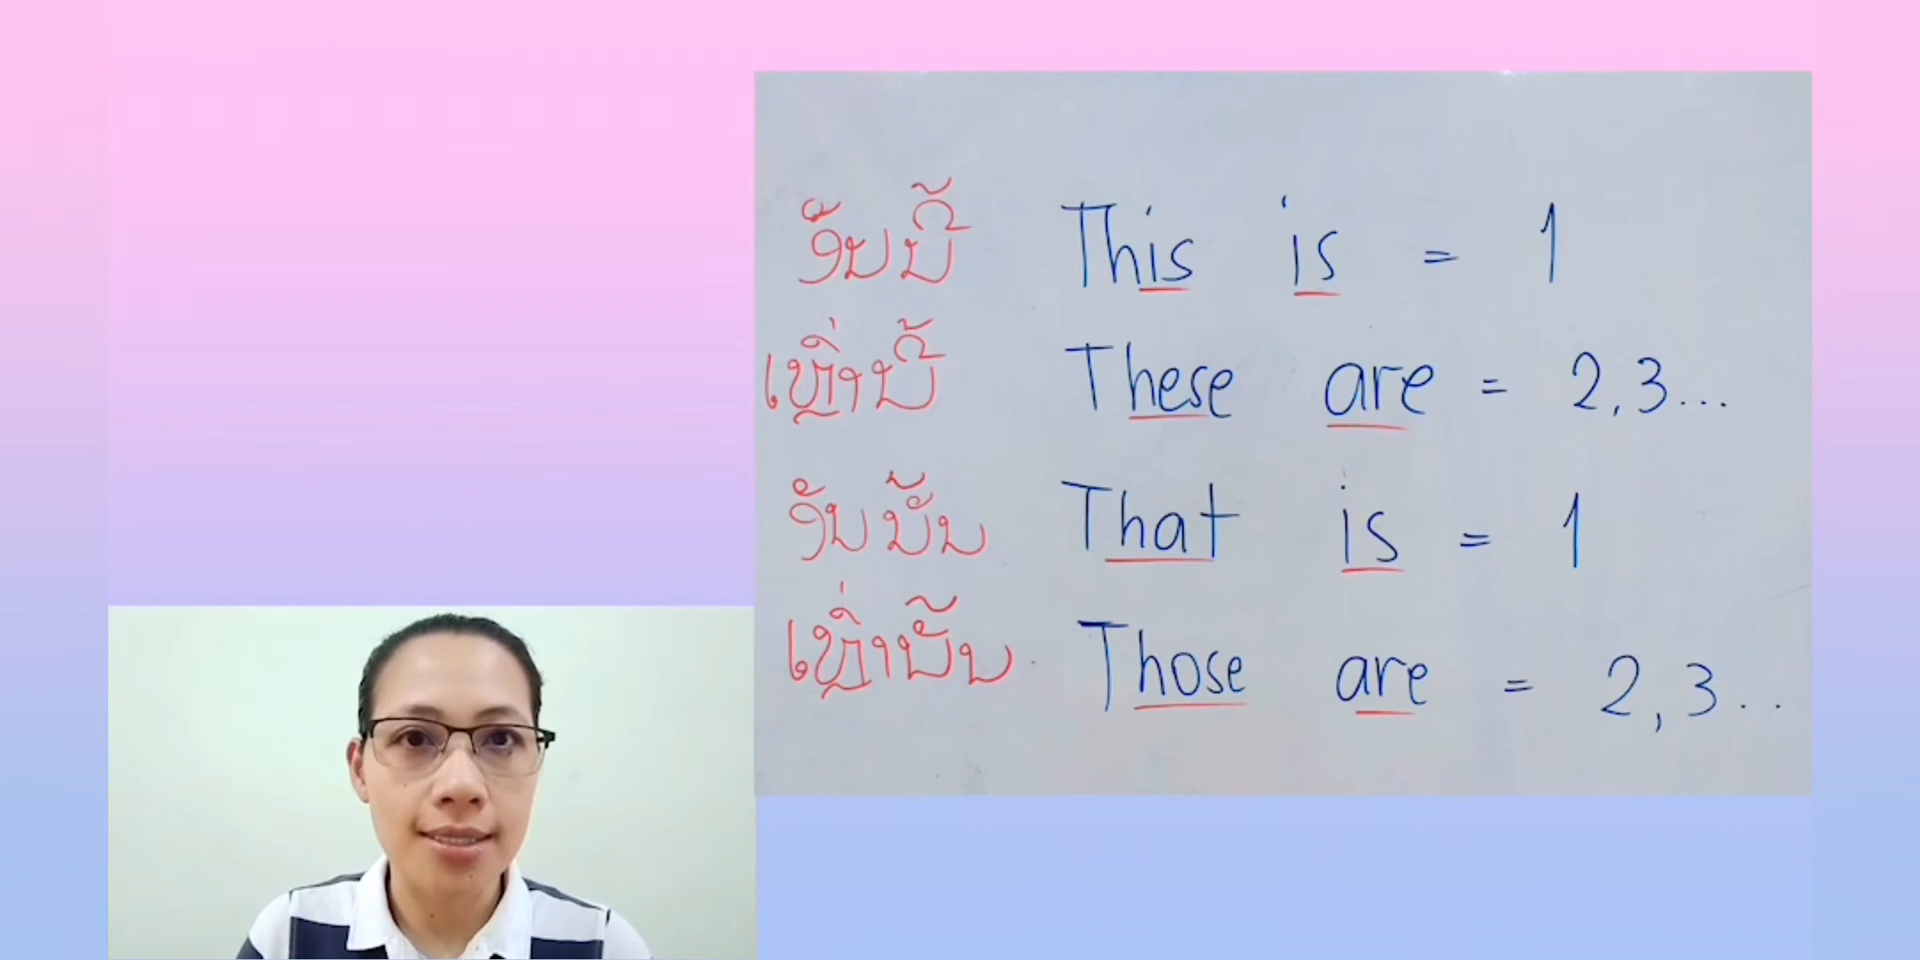 ອັນນີ້ This is = 1
ເຫຼົ່ານີ້ These are = 2,3...
ອັນນັ້ນ That is = 1
ເຫຼົ່ານັ້ນ Those are = 2,3..